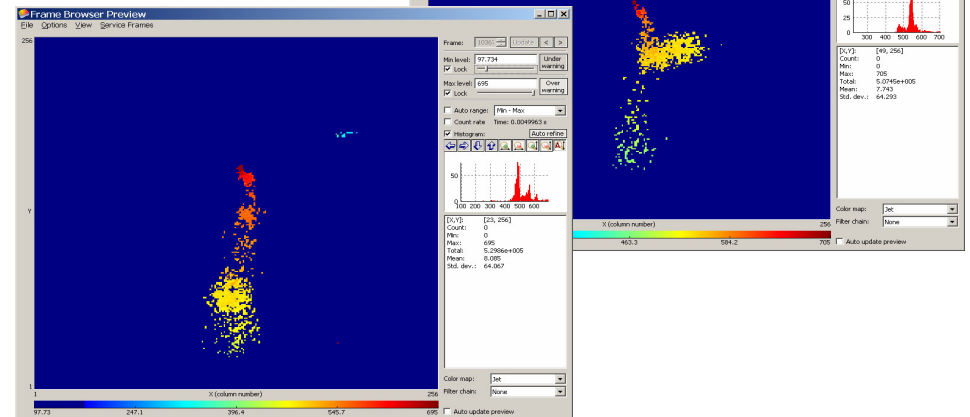 Frame Browser Preview
File Options View Service Frames
256
Y
1
1 X (column number) 256
97.73 247.1 396.4 545.7 695
Frame: Update < >
Min level: 97.734 Under warning
Lock
Max level: 695 Over warning
Lock
Auto range: Min - Max
Count rate Time: 0.0049963 s
Histogram: Auto refine
50
0
100 200 300 400 500 600
[X,Y]: [23, 256]
Count: 0
Min: 0
Max: 695
Total: 5.2986e+005
Mean: 8.085
Std. dev.: 64.067
Color map: Jet
Filter chain: None
Auto update preview
50
25
0
300 400 500 600 700
[X,Y]: [49, 256]
Count: 0
Min: 0
Max: 705
Total: 5.0745e+005
Mean: 7.743
Std. dev.: 64.293
X (column number) 256
463.3 584.2 705
Color map: Jet
Filter chain: None
Auto update preview